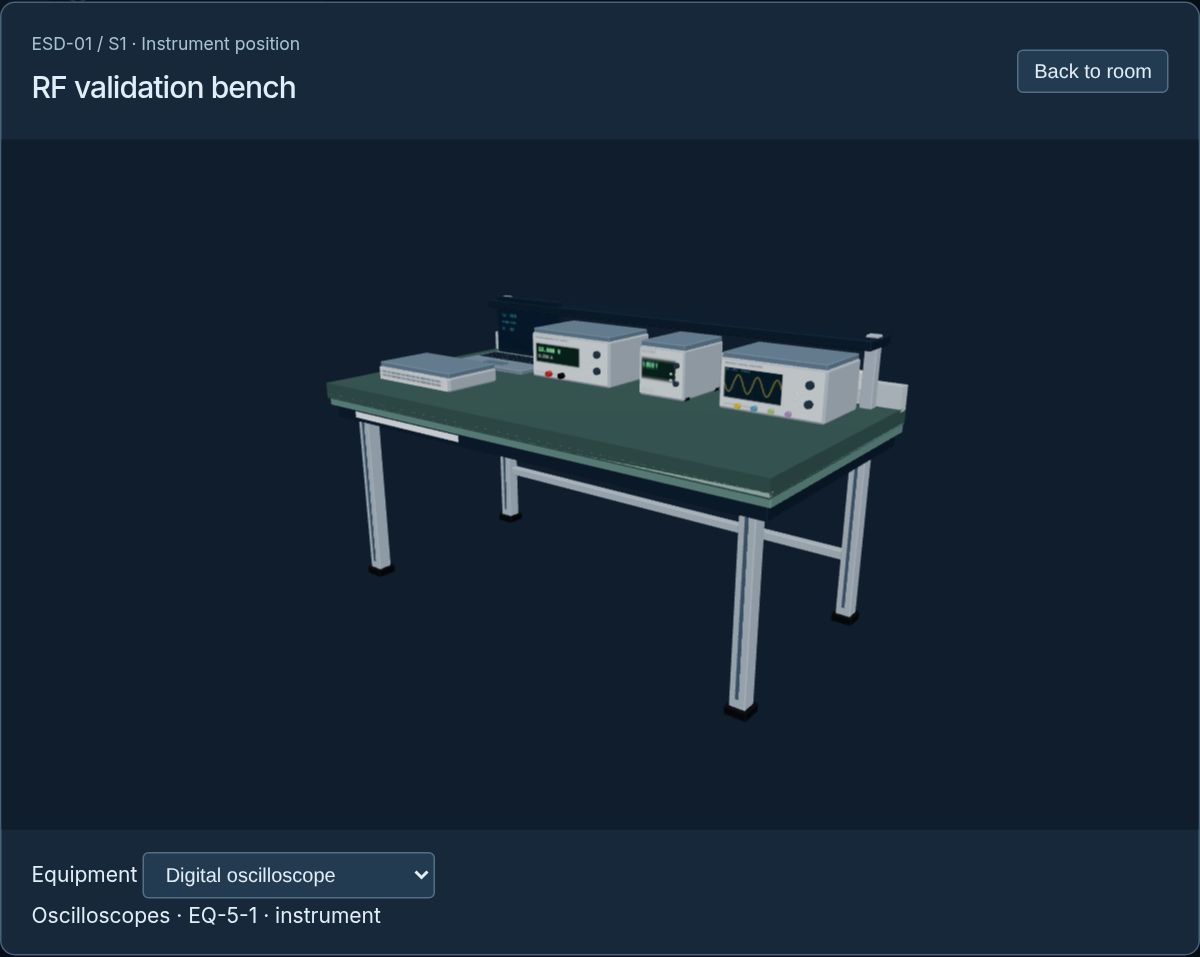 ESD-01 / S1 · Instrument position
RF validation bench
Back to room
Equipment
Digital oscilloscope
Oscilloscopes · EQ-5-1 · instrument